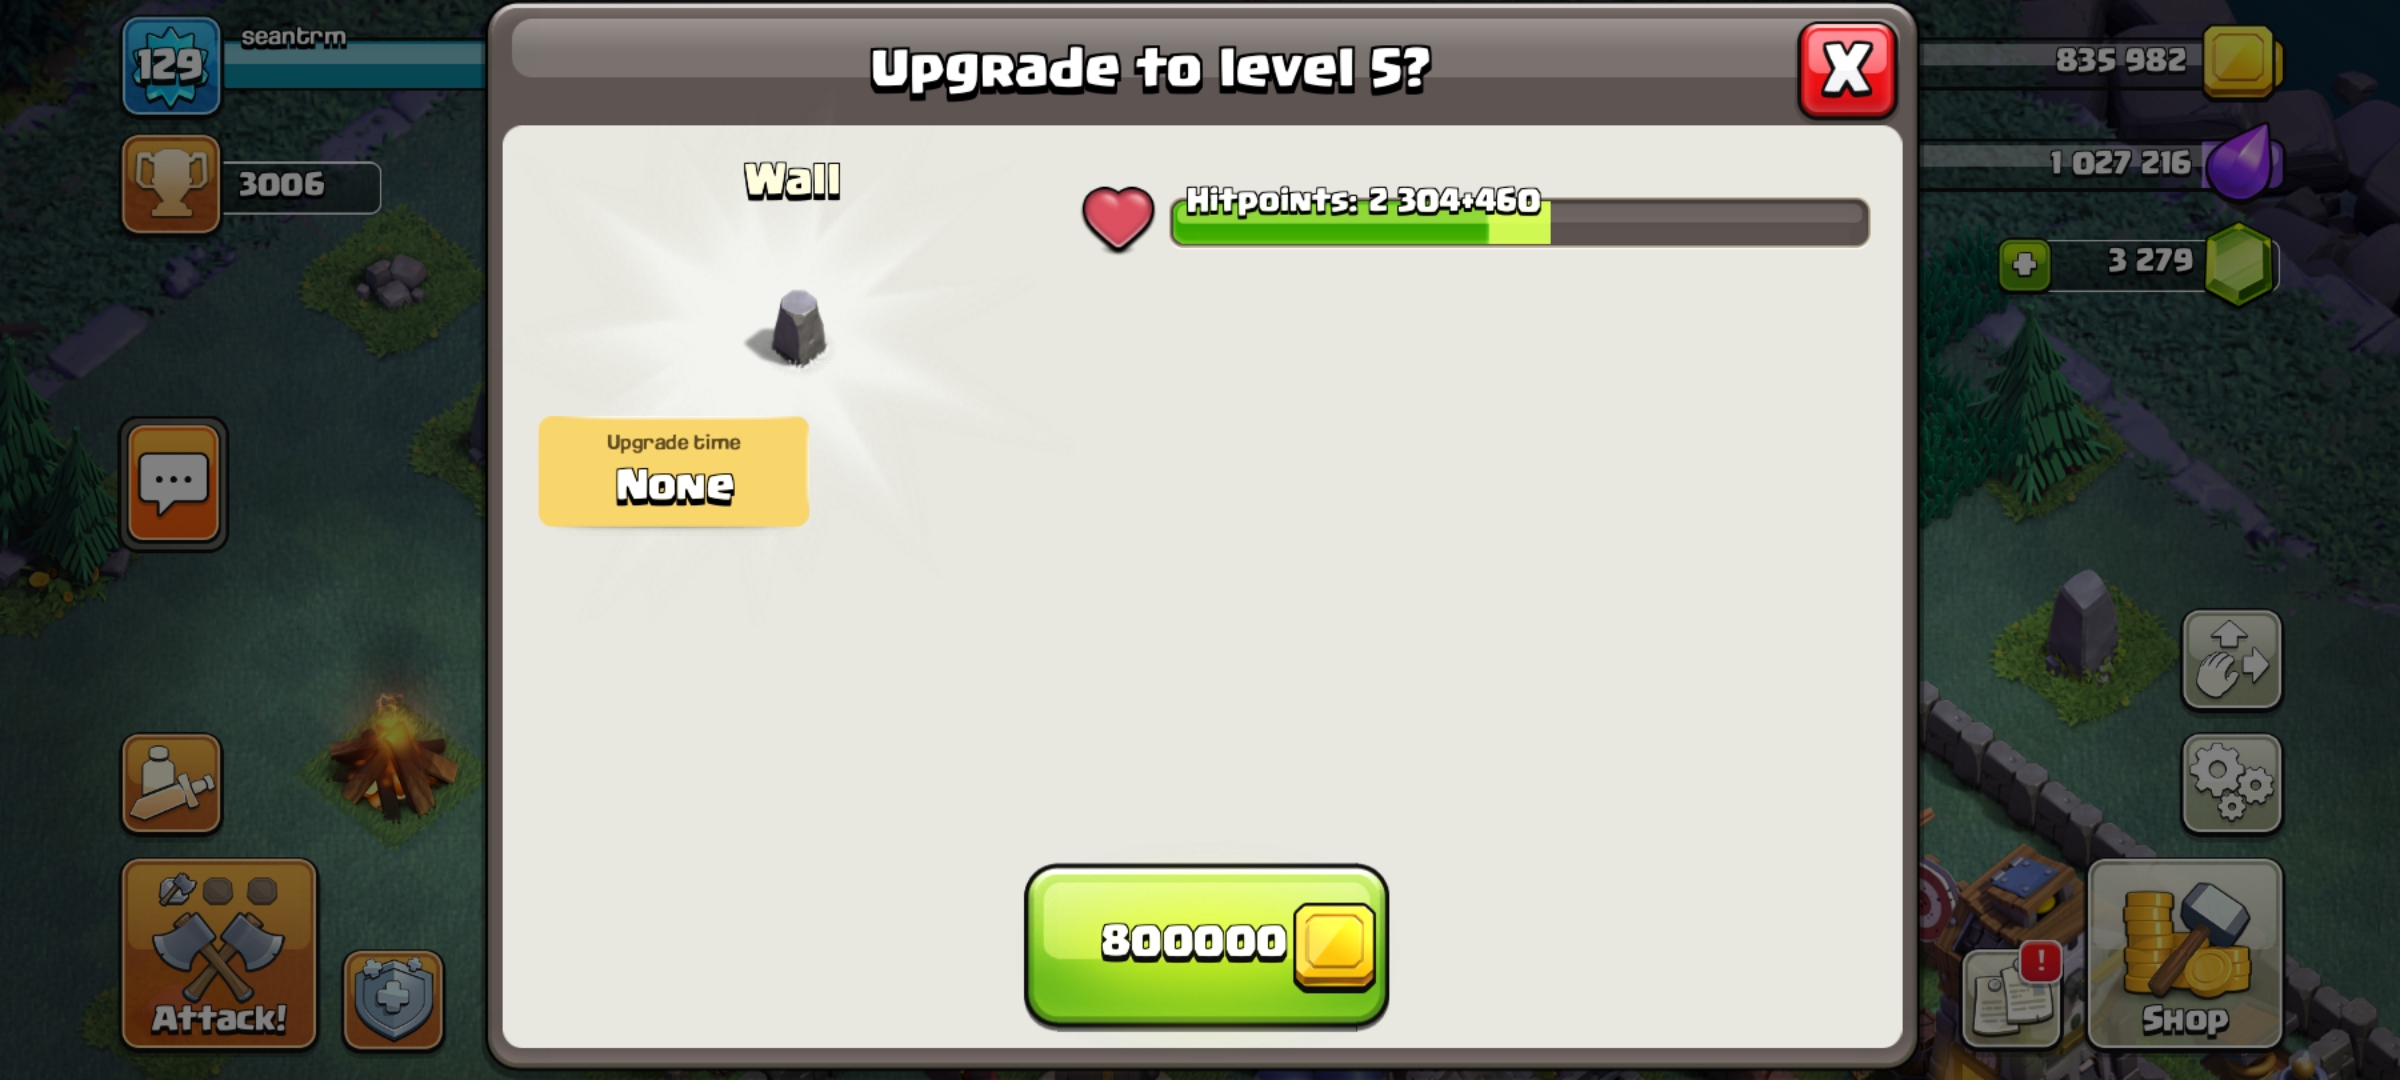 129
seantrm
3006
Upgrade to level 5?
X
835 982
1 027 216
3 279
Wall
Hitpoints: 2 304+460
Upgrade time
None
800000
Attack!
!
Shop